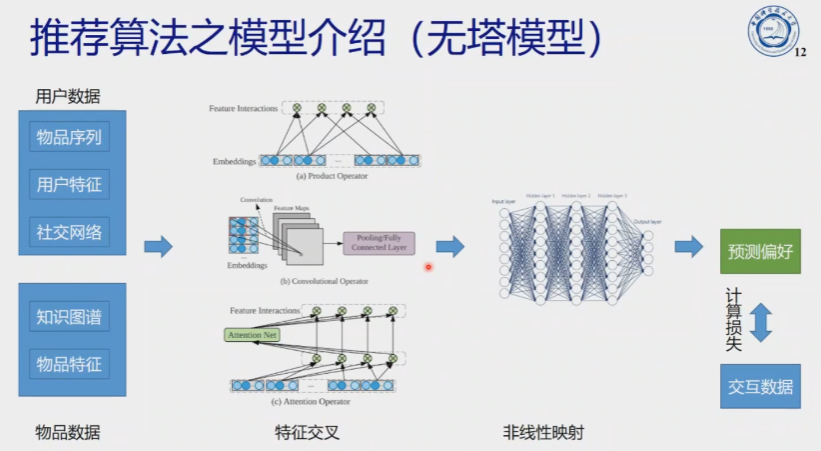 推荐算法之模型介绍（无塔模型）
12
用户数据
物品序列
用户特征
社交网络
知识图谱
物品特征
物品数据
Feature Interactions
Embeddings
...
(a) Product Operator
Convolution
Feature Maps
...
Embeddings
Pooling/Fully
Connected Layer
(b) Convolutional Operator
Feature Interactions
Attention Net
...
(c) Attention Operator
特征交叉
Input layer
Hidden layer 1
Hidden layer 2
Hidden layer 3
Output layer
非线性映射
预测偏好
计算损失
交互数据